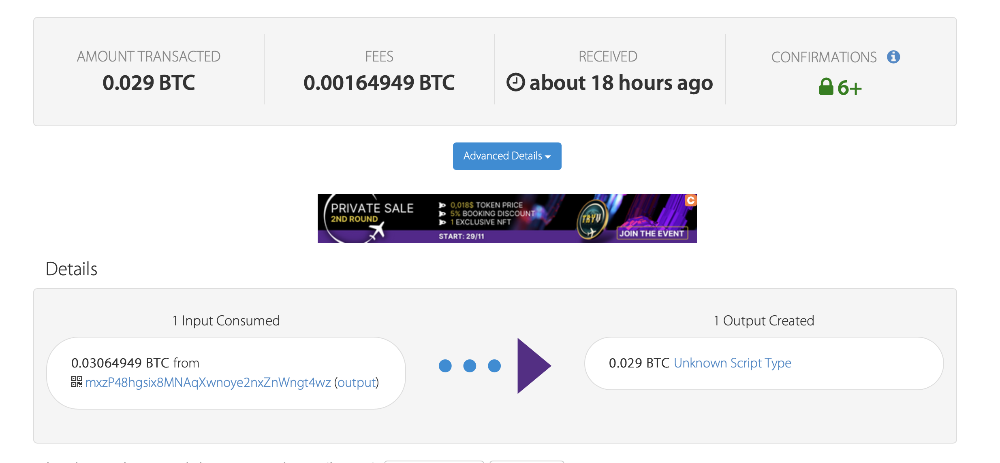 AMOUNT TRANSACTED
0.029 BTC
FEES
0.00164949 BTC
RECEIVED
about 18 hours ago
CONFIRMATIONS
6+
Advanced Details
PRIVATE SALE
2ND ROUND
0,018$ TOKEN PRICE
5% BOOKING DISCOUNT
1 EXCLUSIVE NFT
START: 29/11
TRYV
C
JOIN THE EVENT
Details
1 Input Consumed
0.03064949 BTC from
mxzP48hgsix8MNAqXwnoye2nxZnWngt4wz (output)
1 Output Created
0.029 BTC Unknown Script Type